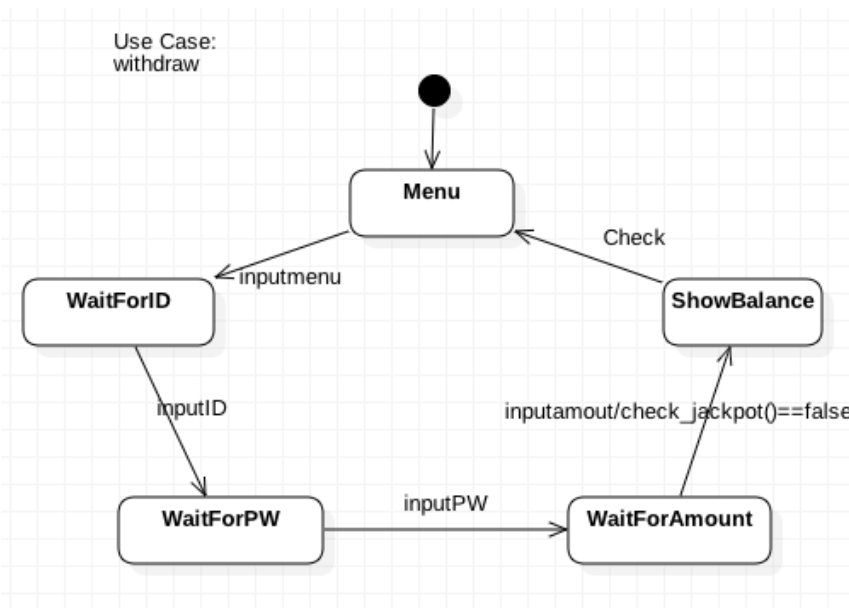 Use Case:
withdraw
Menu
Check
inputmenu
WaitForID
ShowBalance
inputID
inputamout/check_jackpot()==false
inputPW
WaitForPW
WaitForAmount